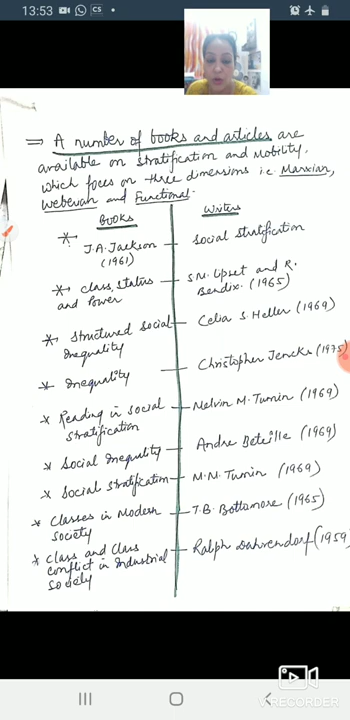 13:53
CS
⇒ A number of books and articles are
available on stratification and mobility,
which focus on three dimensions i.e. Marxian,
Weberian and Functional.
Books
Writers
* J.A. Jackson (1961) — Social Stratification
* Class, Status and Power — S.M. Lipset and R. Bendix. (1965)
* Structured Social Inequality — Celia S. Heller (1969)
* Inequality — Christopher Jencks (1975)
* Reading in Social Stratification — Melvin M. Tumin (1969)
* Social Inequality — Andre Beteille (1969)
* Social Stratification — M.M. Tumin (1969)
* Classes in Modern Society — T.B. Bottomore (1965)
* Class and Class Conflict in Industrial Society — Ralph Dahrendorf (1959)
V RECORDER